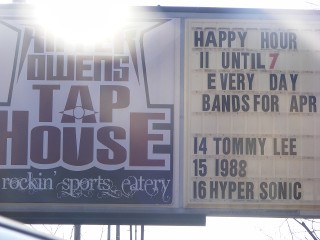 OWENS
TAP
HOUSE
rockin' sports eatery
HAPPY HOUR
11 UNTIL 7
EVERY DAY
BANDS FOR APR
14 TOMMY LEE
15 1988
16 HYPER SONIC